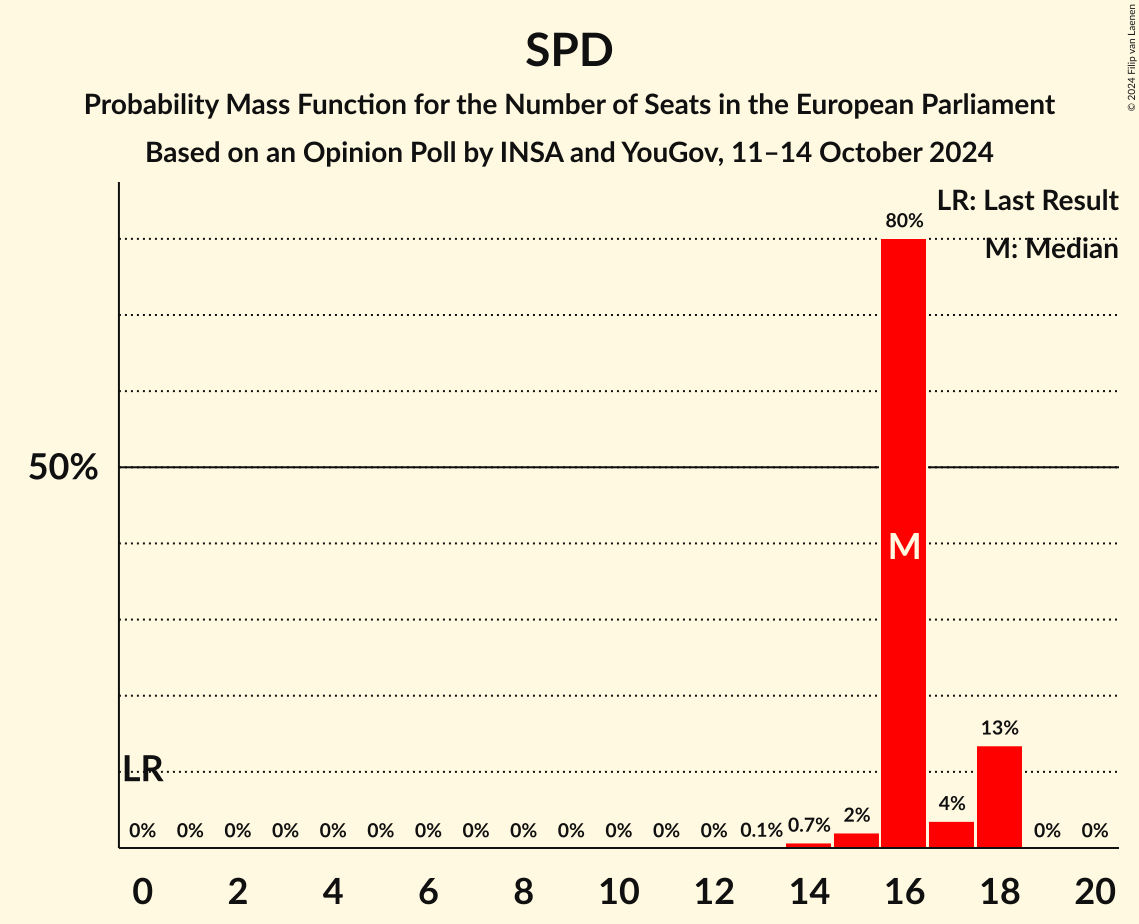 SPD
Probability Mass Function for the Number of Seats in the European Parliament
Based on an Opinion Poll by INSA and YouGov, 11–14 October 2024
© 2024 Filip van Laenen
LR: Last Result
M: Median
80%
50%
M
13%
LR
0% 0% 0% 0% 0% 0% 0% 0% 0% 0% 0% 0% 0% 0.1% 0.7% 2% 4% 0% 0%
0 2 4 6 8 10 12 14 16 18 20